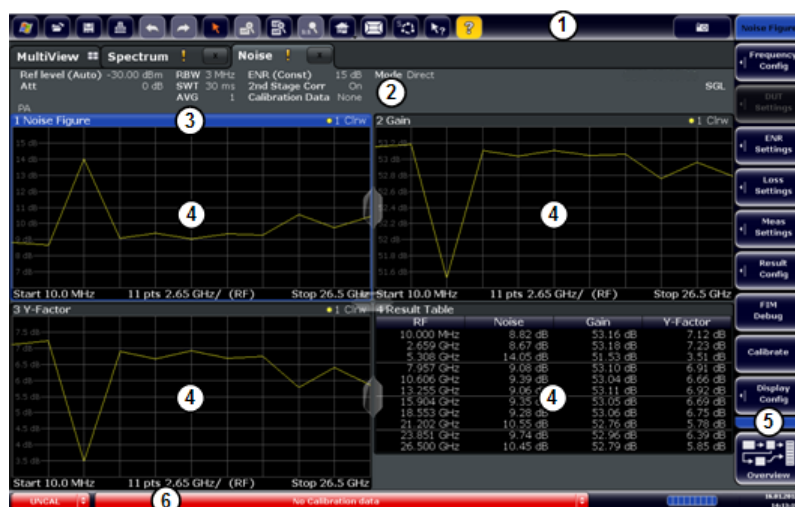 1
Noise Figure
MultiView Spectrum ! x Noise ! x
Frequency Config
Ref level (Auto) -30.00 dBm RBW 3 MHz ENR (Const) 15 dB Mode Direct
Att 0 dB SWT 30 ms 2nd Stage Corr On SGL
AVG 1 Calibration Data None
PA
2
DUT Settings
3
1 Noise Figure 1 Clrw
2 Gain 1 Clrw
ENR Settings
15 dB
14 dB
12 dB
11 dB
10 dB
8 dB
7 dB
4
Start 10.0 MHz 11 pts 2.65 GHz/ (RF) Stop 26.5 GHz
53.2 dB
53 dB
52.8 dB
52.6 dB
52.4 dB
52.2 dB
52 dB
51.8 dB
51.6 dB
4
Start 10.0 MHz 11 pts 2.65 GHz/ (RF) Stop 26.5 GHz
Loss Settings
Meas Settings
Result Config
3 Y-Factor 1 Clrw
7.5 dB
7 dB
6.5 dB
6 dB
5.5 dB
5 dB
4.5 dB
4 dB
3.5 dB
4
Start 10.0 MHz 11 pts 2.65 GHz/ (RF) Stop 26.5 GHz
4 Result Table
RF Noise Gain Y-Factor
10.000 MHz 8.82 dB 53.16 dB 7.12 dB
2.659 GHz 8.67 dB 53.18 dB 7.23 dB
5.308 GHz 14.05 dB 51.53 dB 3.51 dB
7.957 GHz 9.08 dB 53.10 dB 6.91 dB
10.606 GHz 9.39 dB 53.04 dB 6.66 dB
13.255 GHz 9.06 dB 53.11 dB 6.92 dB
15.904 GHz 9.35 dB 53.05 dB 6.69 dB
18.553 GHz 9.28 dB 53.06 dB 6.75 dB
21.202 GHz 10.55 dB 52.76 dB 5.78 dB
23.851 GHz 9.74 dB 52.96 dB 6.39 dB
26.500 GHz 10.45 dB 52.79 dB 5.85 dB
4
FIM Debug
Calibrate
Display Config
5
Overview
UNCAL
6
No Calibration data